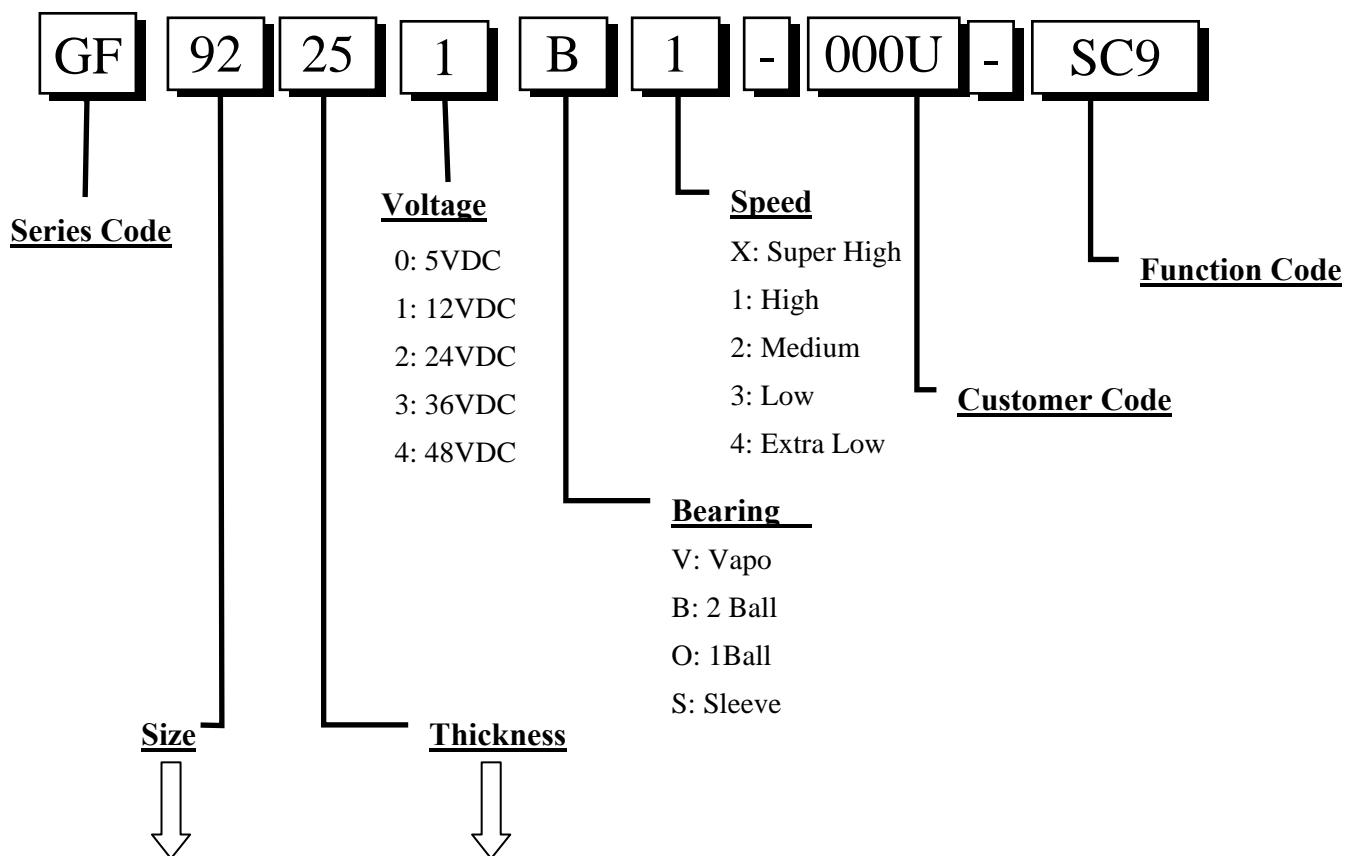 GF 92 25 1 B 1 - 000U - SC9
Series Code
Voltage
0: 5VDC
1: 12VDC
2: 24VDC
3: 36VDC
4: 48VDC
Speed
X: Super High
1: High
2: Medium
3: Low
4: Extra Low
Function Code
Customer Code
Bearing
V: Vapo
B: 2 Ball
O: 1Ball
S: Sleeve
Size
Thickness